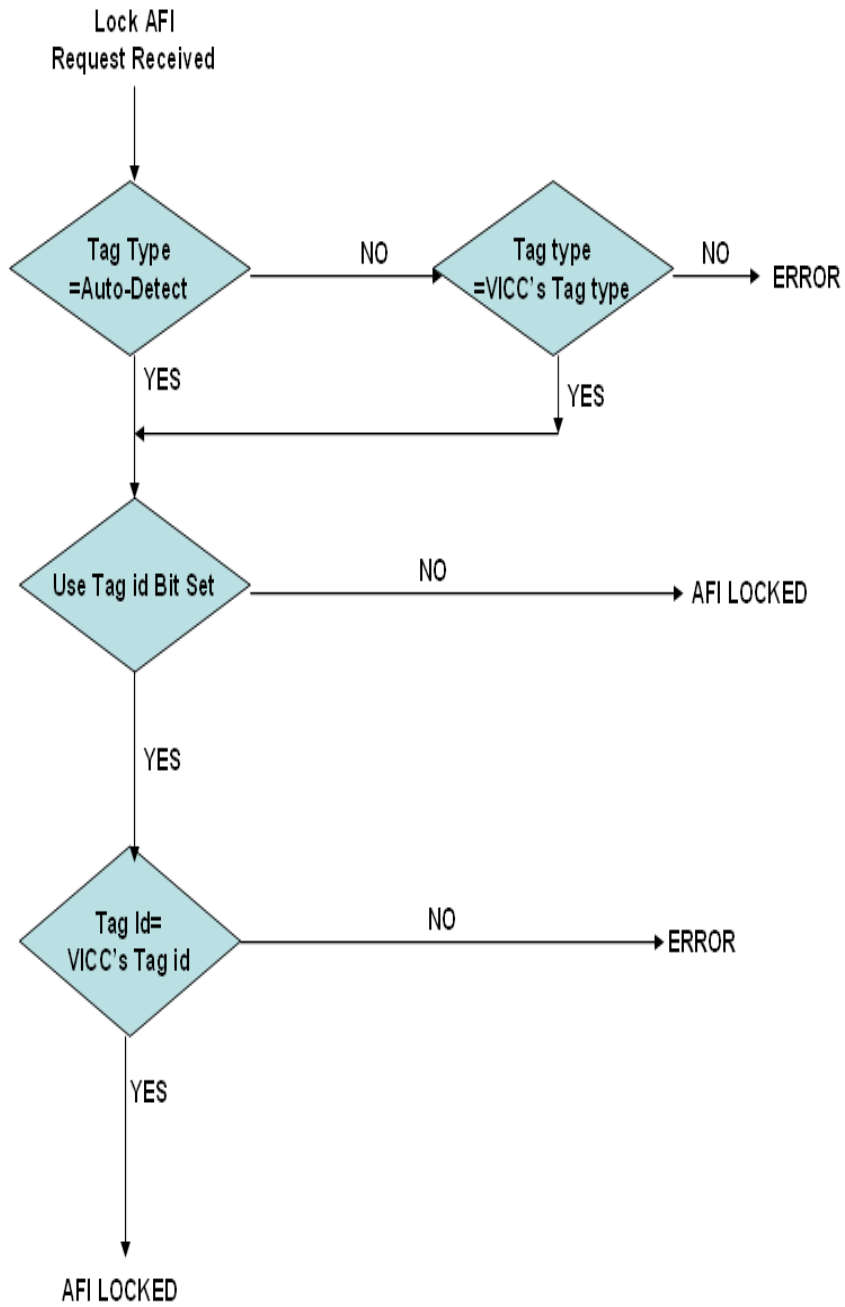 Lock AFI
Request Received
Tag Type
=Auto-Detect
NO
Tag type
=VICC's Tag type
NO
ERROR
YES
YES
Use Tag id Bit Set
NO
AFI LOCKED
YES
Tag Id=
VICC's Tag id
NO
ERROR
YES
AFI LOCKED